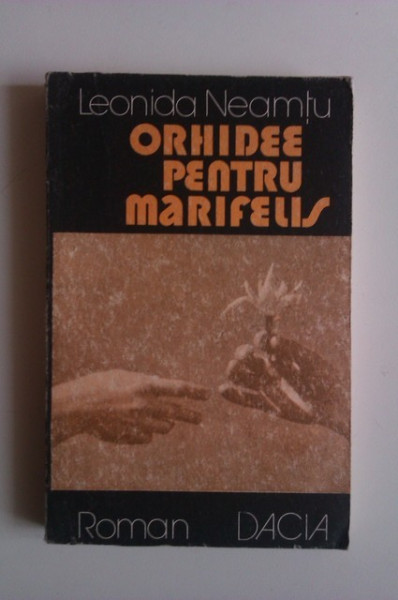 Leonida Neamțu
ORHIDEE
PENTRU
MARIFELIS
Roman DACIA